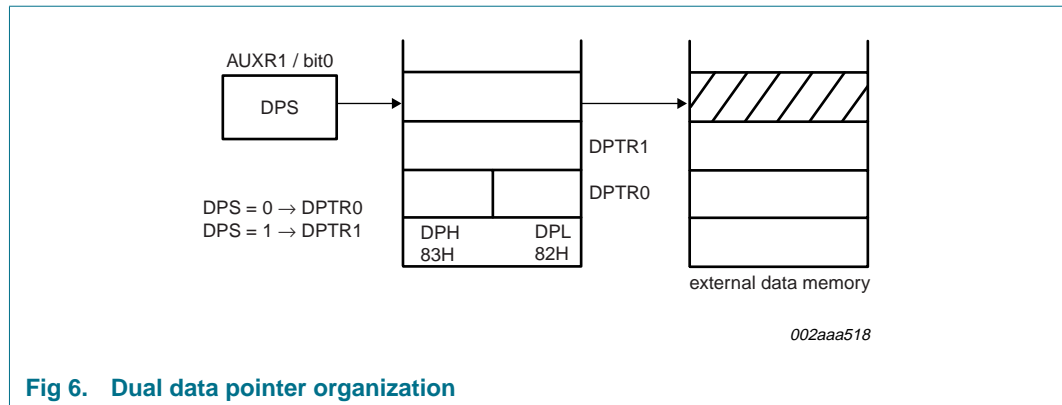 AUXR1 / bit0
DPS
DPTR1
DPTR0
DPS = 0 → DPTR0
DPS = 1 → DPTR1
DPH DPL
83H 82H
external data memory
002aaa518
Fig 6. Dual data pointer organization